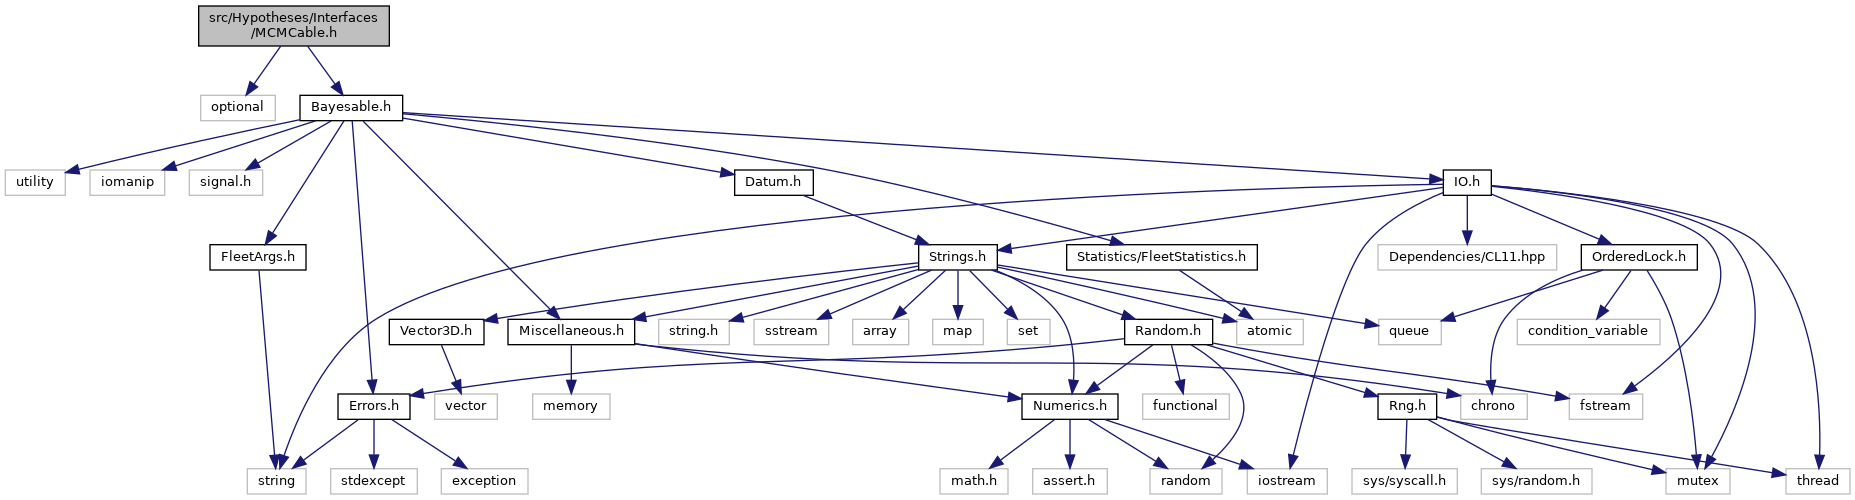 src/Hypotheses/Interfaces
/MCMCable.h
optional
Bayesable.h
utility
iomanip
signal.h
Datum.h
IO.h
FleetArgs.h
Strings.h
Statistics/FleetStatistics.h
Dependencies/CL11.hpp
OrderedLock.h
Vector3D.h
Miscellaneous.h
string.h
sstream
array
map
set
Random.h
atomic
queue
condition_variable
Errors.h
vector
memory
Numerics.h
functional
Rng.h
chrono
fstream
string
stdexcept
exception
math.h
assert.h
random
iostream
sys/syscall.h
sys/random.h
mutex
thread